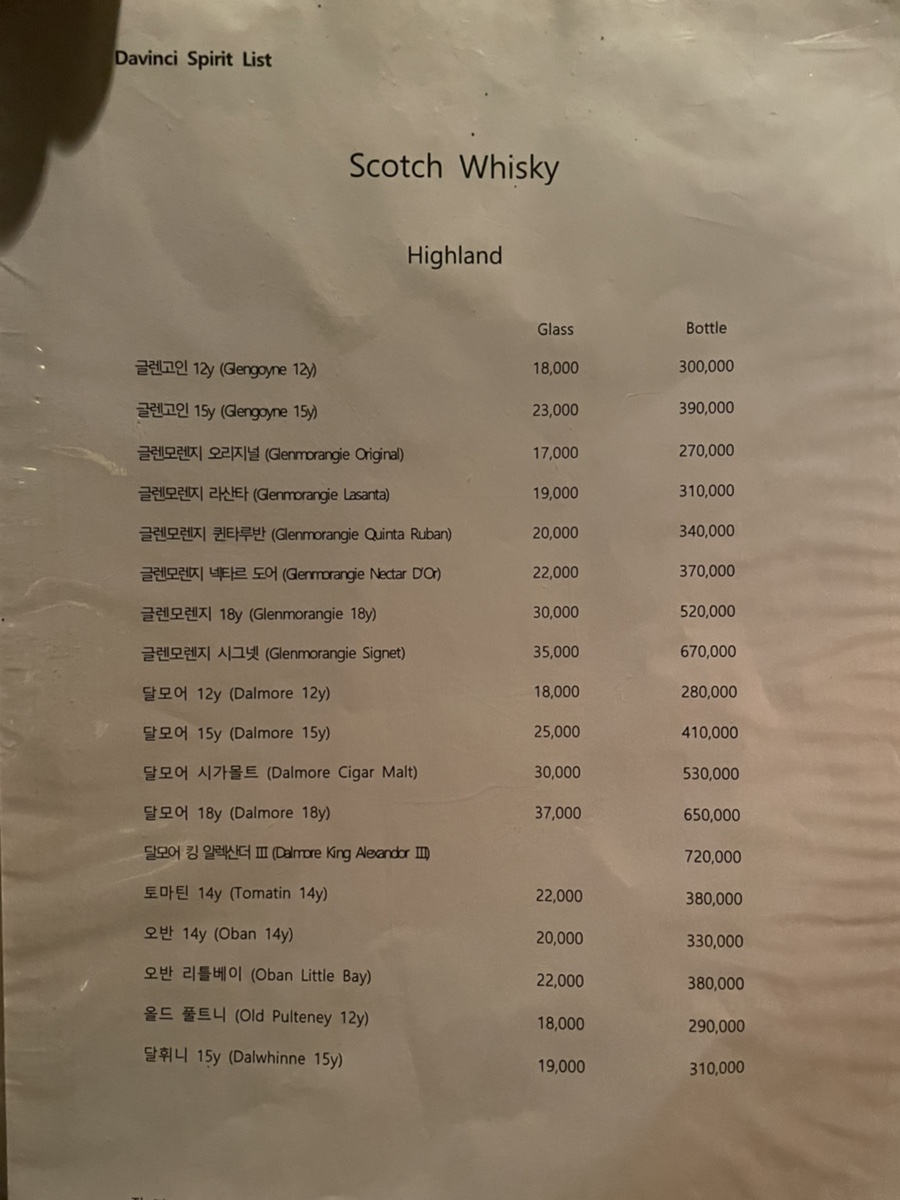 Davinci Spirit List
Scotch Whisky
Highland
Glass Bottle
글렌고인 12y (Glengoyne 12y) 18,000 300,000
글렌고인 15y (Glengoyne 15y) 23,000 390,000
글렌모렌지 오리지널 (Glenmorangie Original) 17,000 270,000
글렌모렌지 라산타 (Glenmorangie Lasanta) 19,000 310,000
글렌모렌지 퀸타루반 (Glenmorangie Quinta Ruban) 20,000 340,000
글렌모렌지 넥타르 도어 (Glenmorangie Nectar D'Or) 22,000 370,000
글렌모렌지 18y (Glenmorangie 18y) 30,000 520,000
글렌모렌지 시그넷 (Glenmorangie Signet) 35,000 670,000
달모어 12y (Dalmore 12y) 18,000 280,000
달모어 15y (Dalmore 15y) 25,000 410,000
달모어 시가몰트 (Dalmore Cigar Malt) 30,000 530,000
달모어 18y (Dalmore 18y) 37,000 650,000
달모어 킹 알렉산더 III (Dalmore King Alexandor III) 720,000
토마틴 14y (Tomatin 14y) 22,000 380,000
오반 14y (Oban 14y) 20,000 330,000
오반 리틀베이 (Oban Little Bay) 22,000 380,000
올드 풀트니 (Old Pulteney 12y) 18,000 290,000
달휘니 15y (Dalwhinne 15y) 19,000 310,000